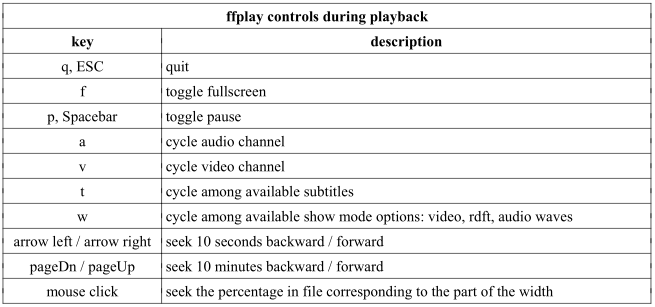 ffplay controls during playback
key description
q, ESC quit
f toggle fullscreen
p, Spacebar toggle pause
a cycle audio channel
v cycle video channel
t cycle among available subtitles
w cycle among available show mode options: video, rdft, audio waves
arrow left / arrow right seek 10 seconds backward / forward
pageDn / pageUp seek 10 minutes backward / forward
mouse click seek the percentage in file corresponding to the part of the width